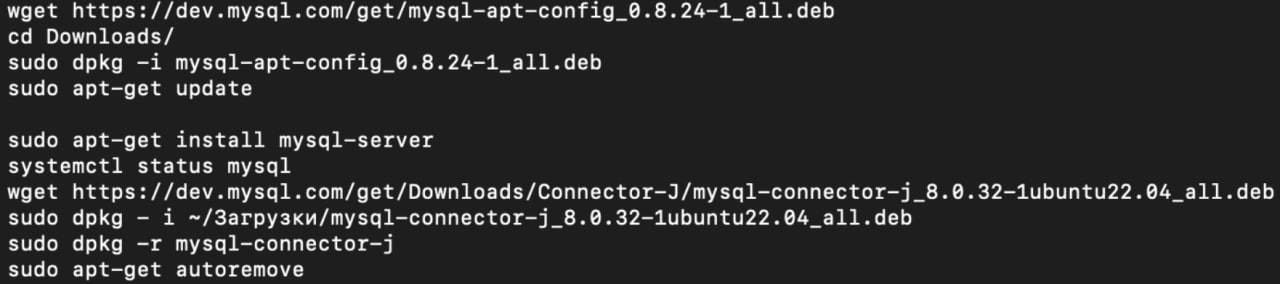 wget https://dev.mysql.com/get/mysql-apt-config_0.8.24-1_all.deb
cd Downloads/
sudo dpkg -i mysql-apt-config_0.8.24-1_all.deb
sudo apt-get update
sudo apt-get install mysql-server
systemctl status mysql
wget https://dev.mysql.com/get/Downloads/Connector-J/mysql-connector-j_8.0.32-1ubuntu22.04_all.deb
sudo dpkg - i ~/Загрузки/mysql-connector-j_8.0.32-1ubuntu22.04_all.deb
sudo dpkg -r mysql-connector-j
sudo apt-get autoremove